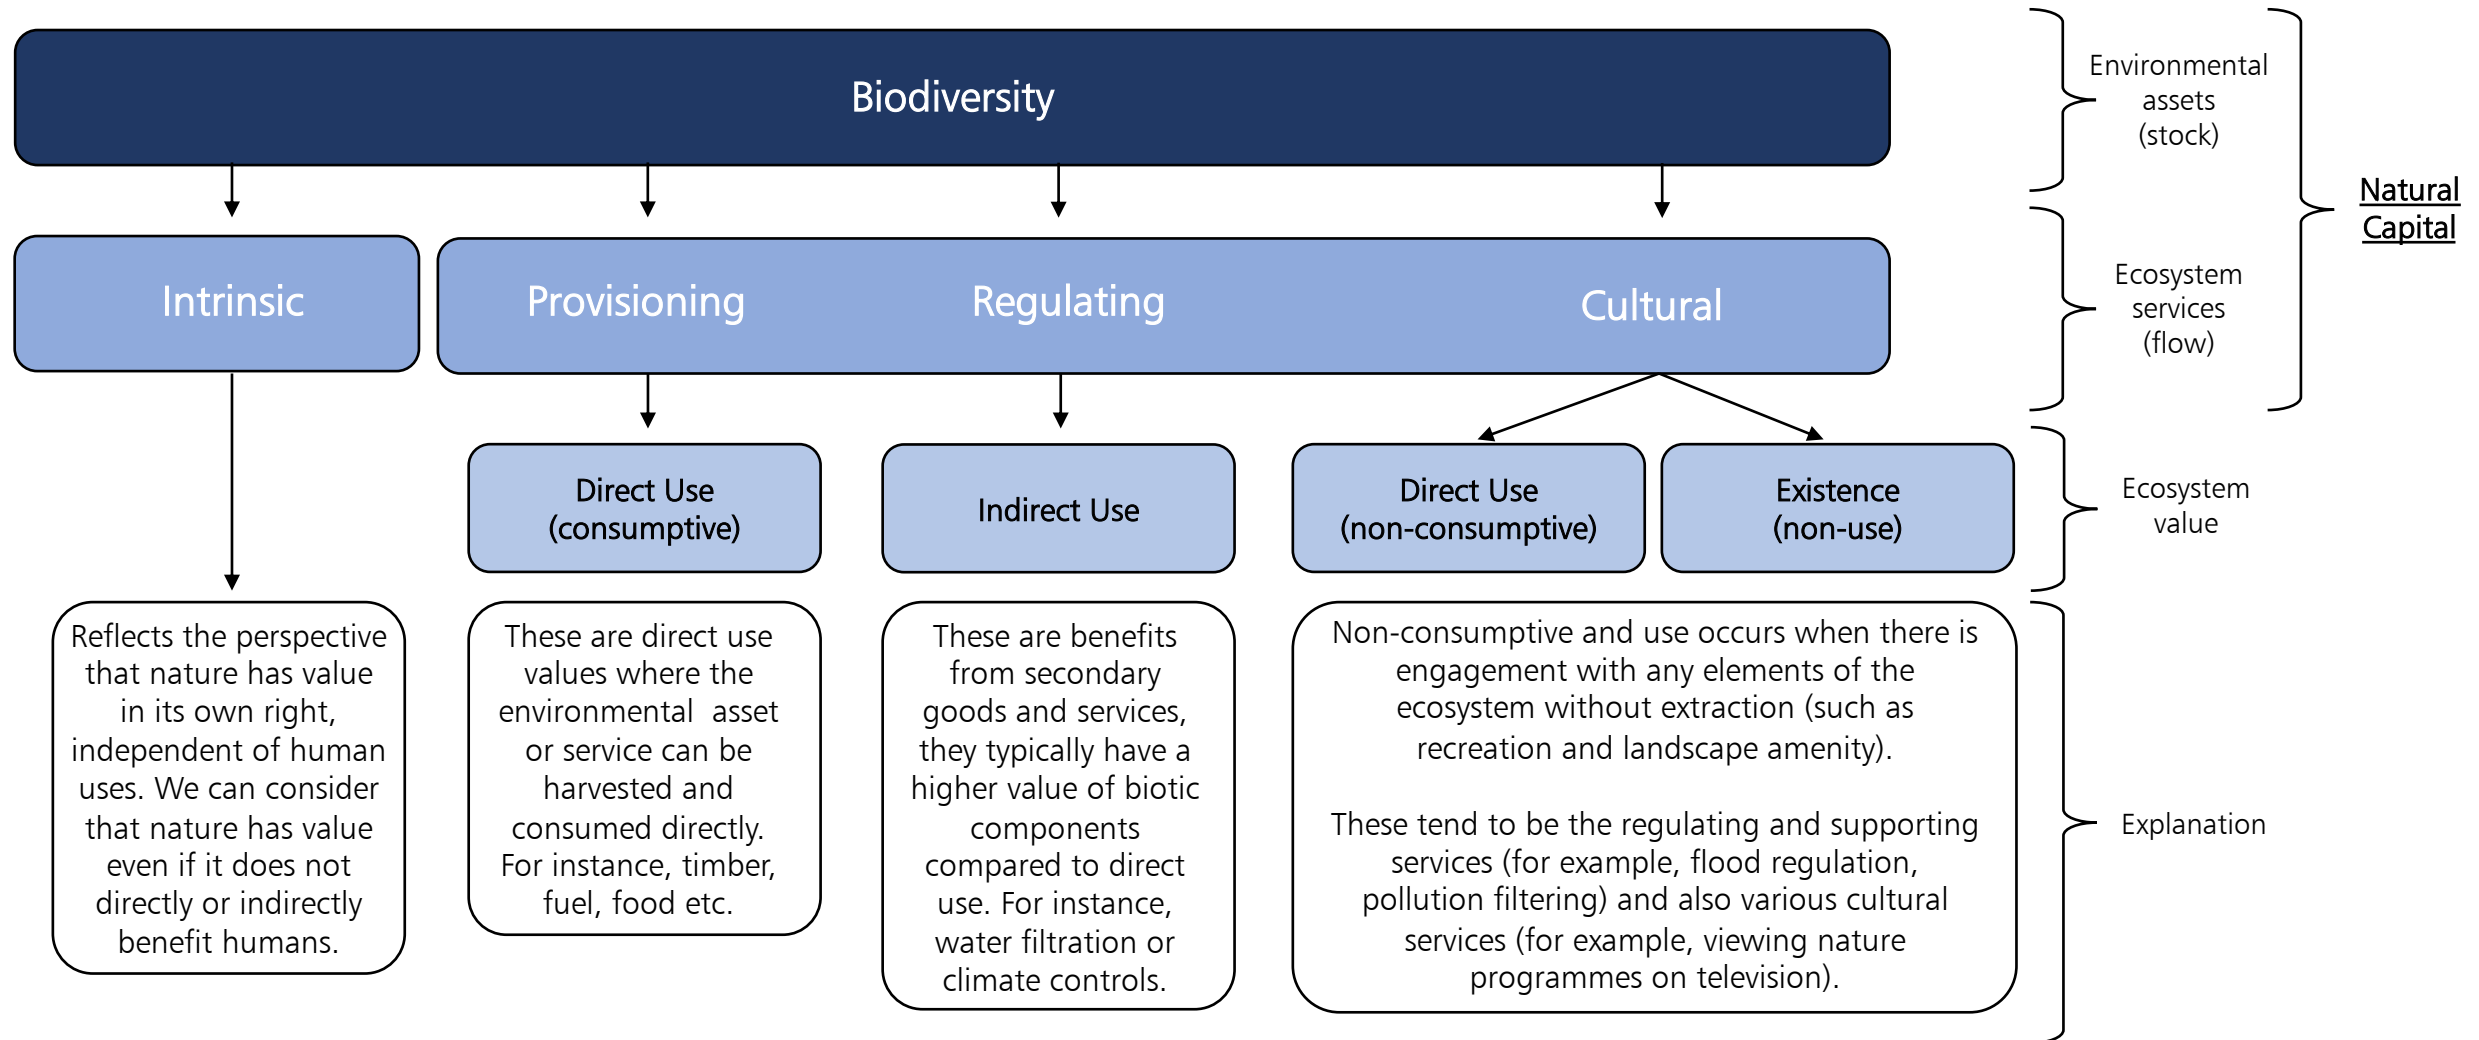 Biodiversity
Environmental
assets
(stock)
Natural
Capital
Intrinsic
Provisioning
Regulating
Cultural
Ecosystem
services
(flow)
Direct Use
(consumptive)
Indirect Use
Direct Use
(non-consumptive)
Existence
(non-use)
Ecosystem
value
Reflects the perspective
that nature has value
in its own right,
independent of human
uses. We can consider
that nature has value
even if it does not
directly or indirectly
benefit humans.
These are direct use
values where the
environmental  asset
or service can be
harvested and
consumed directly.
For instance, timber,
fuel, food etc.
These are benefits
from secondary
goods and services,
they typically have a
higher value of biotic
components
compared to direct
use. For instance,
water filtration or
climate controls.
Non-consumptive and use occurs when there is
engagement with any elements of the
ecosystem without extraction (such as
recreation and landscape amenity).
These tend to be the regulating and supporting
services (for example, flood regulation,
pollution filtering) and also various cultural
services (for example, viewing nature
programmes on television).
Explanation